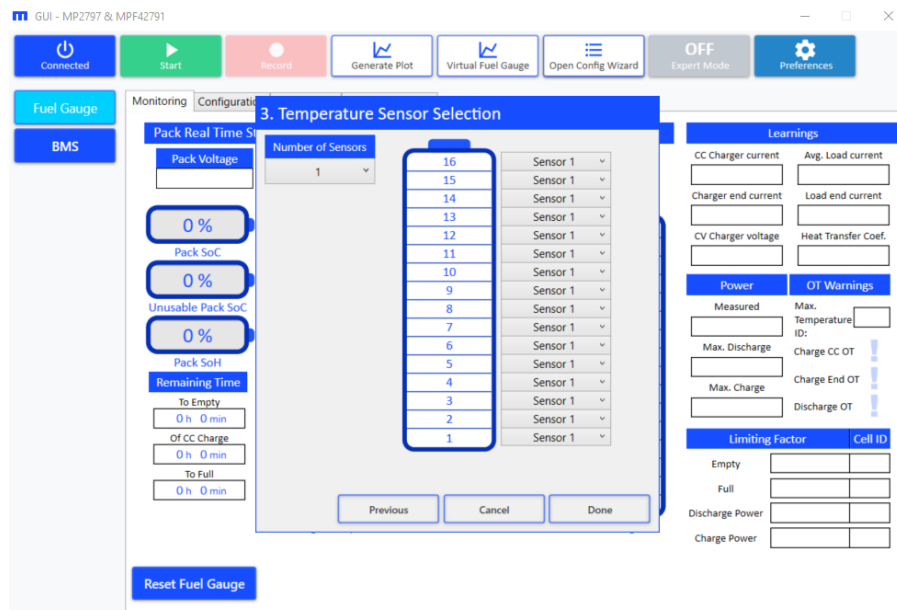 GUI - MP2797 & MPF42791
Connected
Start
Record
Generate Plot
Virtual Fuel Gauge
Open Config Wizard
OFF
Expert Mode
Preferences
Fuel Gauge
BMS
Monitoring
Configuratio
Pack Real Time St
Pack Voltage
0 %
Pack SoC
0 %
Unusable Pack SoC
0 %
Pack SoH
Remaining Time
To Empty
0 h 0 min
Of CC Charge
0 h 0 min
To Full
0 h 0 min
Reset Fuel Gauge
3. Temperature Sensor Selection
Number of Sensors
1
16 Sensor 1
15 Sensor 1
14 Sensor 1
13 Sensor 1
12 Sensor 1
11 Sensor 1
10 Sensor 1
9 Sensor 1
8 Sensor 1
7 Sensor 1
6 Sensor 1
5 Sensor 1
4 Sensor 1
3 Sensor 1
2 Sensor 1
1 Sensor 1
Previous
Cancel
Done
Learnings
CC Charger current
Avg. Load current
Charger end current
Load end current
CV Charger voltage
Heat Transfer Coef.
Power
Measured
Max. Discharge
Max. Charge
OT Warnings
Max.
Temperature
ID:
Charge CC OT
Charge End OT
Discharge OT
Limiting Factor
Cell ID
Empty
Full
Discharge Power
Charge Power